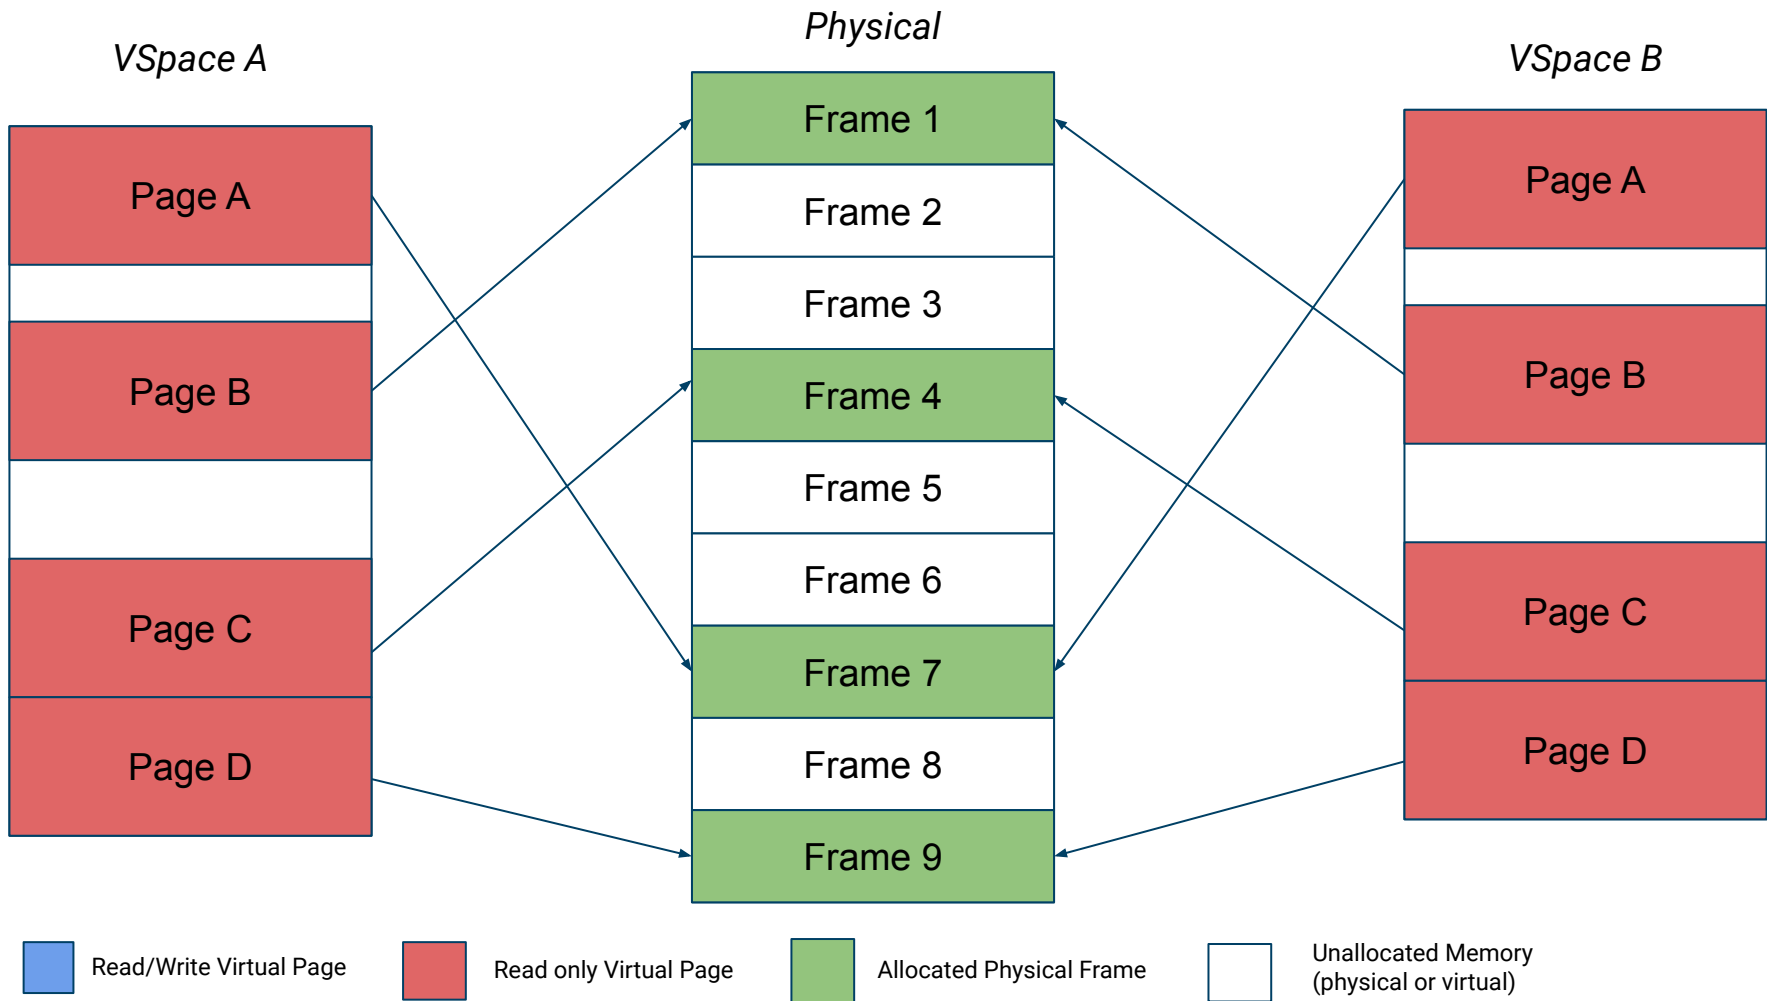 VSpace A
Page A
Page B
Page C
Page D
Physical
Frame 1
Frame 2
Frame 3
Frame 4
Frame 5
Frame 6
Frame 7
Frame 8
Frame 9
VSpace B
Page A
Page B
Page C
Page D
Read/Write Virtual Page
Read only Virtual Page
Allocated Physical Frame
Unallocated Memory
(physical or virtual)